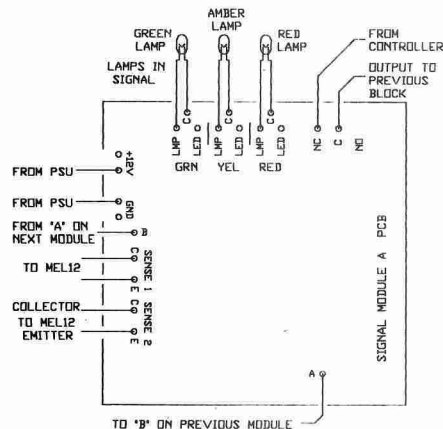 AMBER
LAMP
GREEN
LAMP
RED
LAMP
FROM
CONTROLLER
LAMPS IN
SIGNAL
OUTPUT TO
PREVIOUS
BLOCK
C
C
C
LMP
LED
LMP
LED
LMP
LED
NC
C
NO
GRN
YEL
RED
+12V
FROM PSU
FROM PSU
GND
FROM "A" ON
NEXT MODULE
B
TO MEL12
C
E
SENSE 1
COLLECTOR
TO MEL12
EMITTER
C
E
SENSE 2
SIGNAL MODULE A PCB
A
TO "B" ON PREVIOUS MODULE